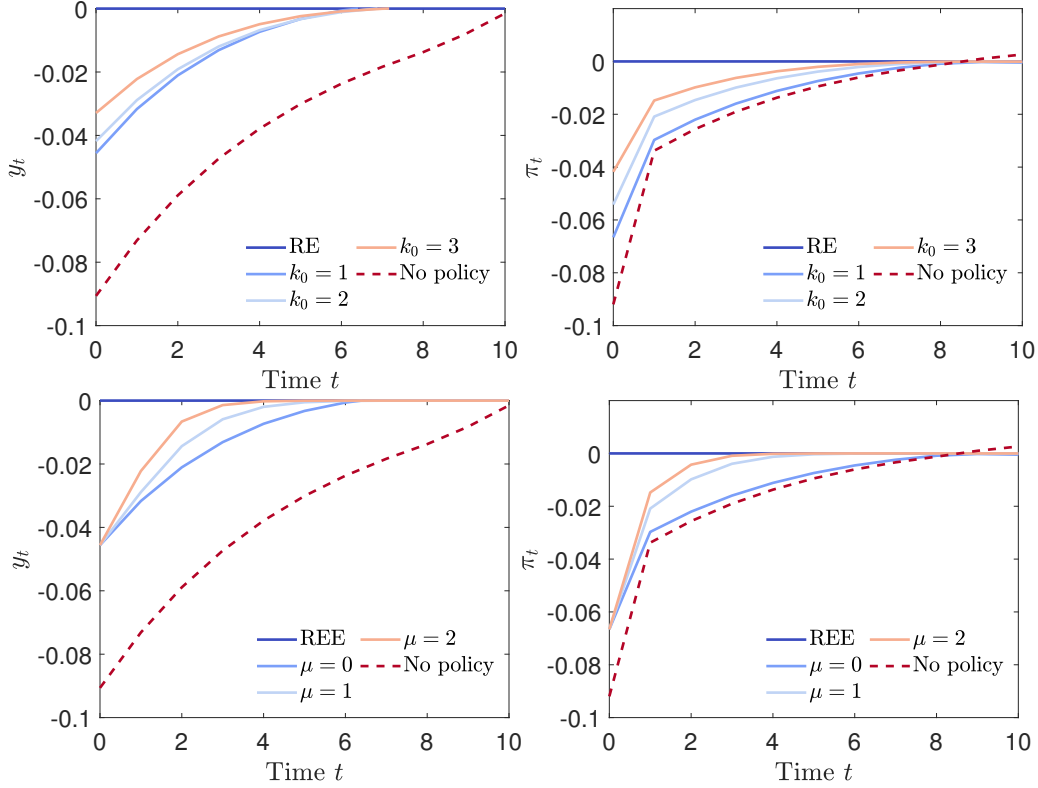 0
-0.02
-0.04
-0.06
-0.08
-0.1
y_t
RE k_0 = 3
k_0 = 1 No policy
k_0 = 2
0 2 4 6 8 10
Time t
0
-0.02
-0.04
-0.06
-0.08
-0.1
π_t
RE k_0 = 3
k_0 = 1 No policy
k_0 = 2
0 2 4 6 8 10
Time t
0
-0.02
-0.04
-0.06
-0.08
-0.1
y_t
REE μ = 2
μ = 0 No policy
μ = 1
0 2 4 6 8 10
Time t
0
-0.02
-0.04
-0.06
-0.08
-0.1
π_t
REE μ = 2
μ = 0 No policy
μ = 1
0 2 4 6 8 10
Time t